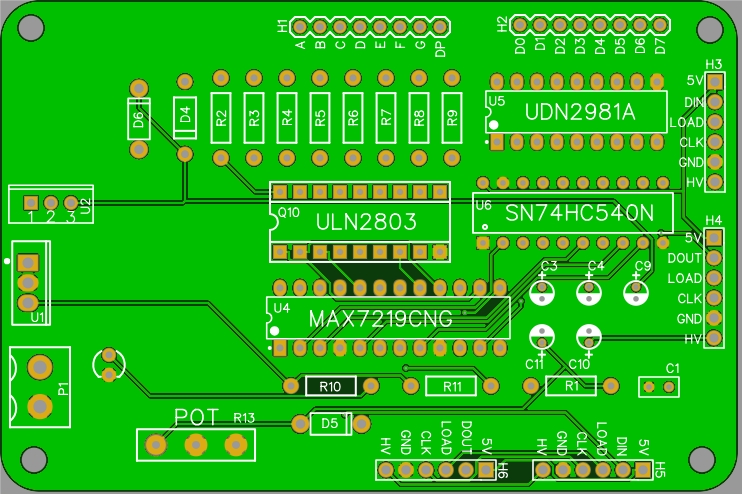 H1
A B C D E F G DP
H2
D0 D1 D2 D3 D4 D5 D6 D7
H3
5V
DIN
LOAD
CLK
GND
HV
D6
D4
R2
R3
R4
R5
R6
R7
R8
R9
U5
UDN2981A
U2
1 2 3
Q10
ULN2803
U6
SN74HC540N
H4
5V
DOUT
LOAD
CLK
GND
HV
U1
U4
MAX7219CNG
C3
C4
C9
C11
C10
P1
R10
R11
R1
C1
POT
R13
D5
HV
GND
CLK
LOAD
DOUT
5V
H6
HV
GND
CLK
LOAD
DIN
5V
H5